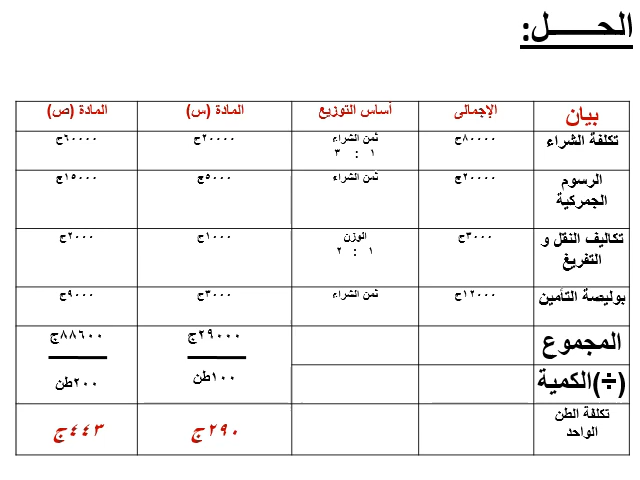 الحـــــل:
بيان الإجمالى أساس التوزيع المادة (س) المادة (ص)
تكلفة الشراء ٨٠٠٠٠ج ثمن الشراء ٢٠٠٠٠ج ٦٠٠٠٠ج
١ : ٣
الرسوم ٢٠٠٠٠ج ثمن الشراء ٥٠٠٠ج ١٥٠٠٠ج
الجمركية
تكاليف النقل و ٣٠٠٠ج الوزن ١٠٠٠ج ٢٠٠٠ج
التفريغ ١ : ٢
بوليصة التأمين ١٢٠٠٠ج ثمن الشراء ٣٠٠٠ج ٩٠٠٠ج
المجموع ٢٩٠٠٠ج ٨٨٦٠٠ج
(÷)الكمية ١٠٠طن ٢٠٠طن
تكلفة الطن ٢٩٠ج ٤٤٣ج
الواحد